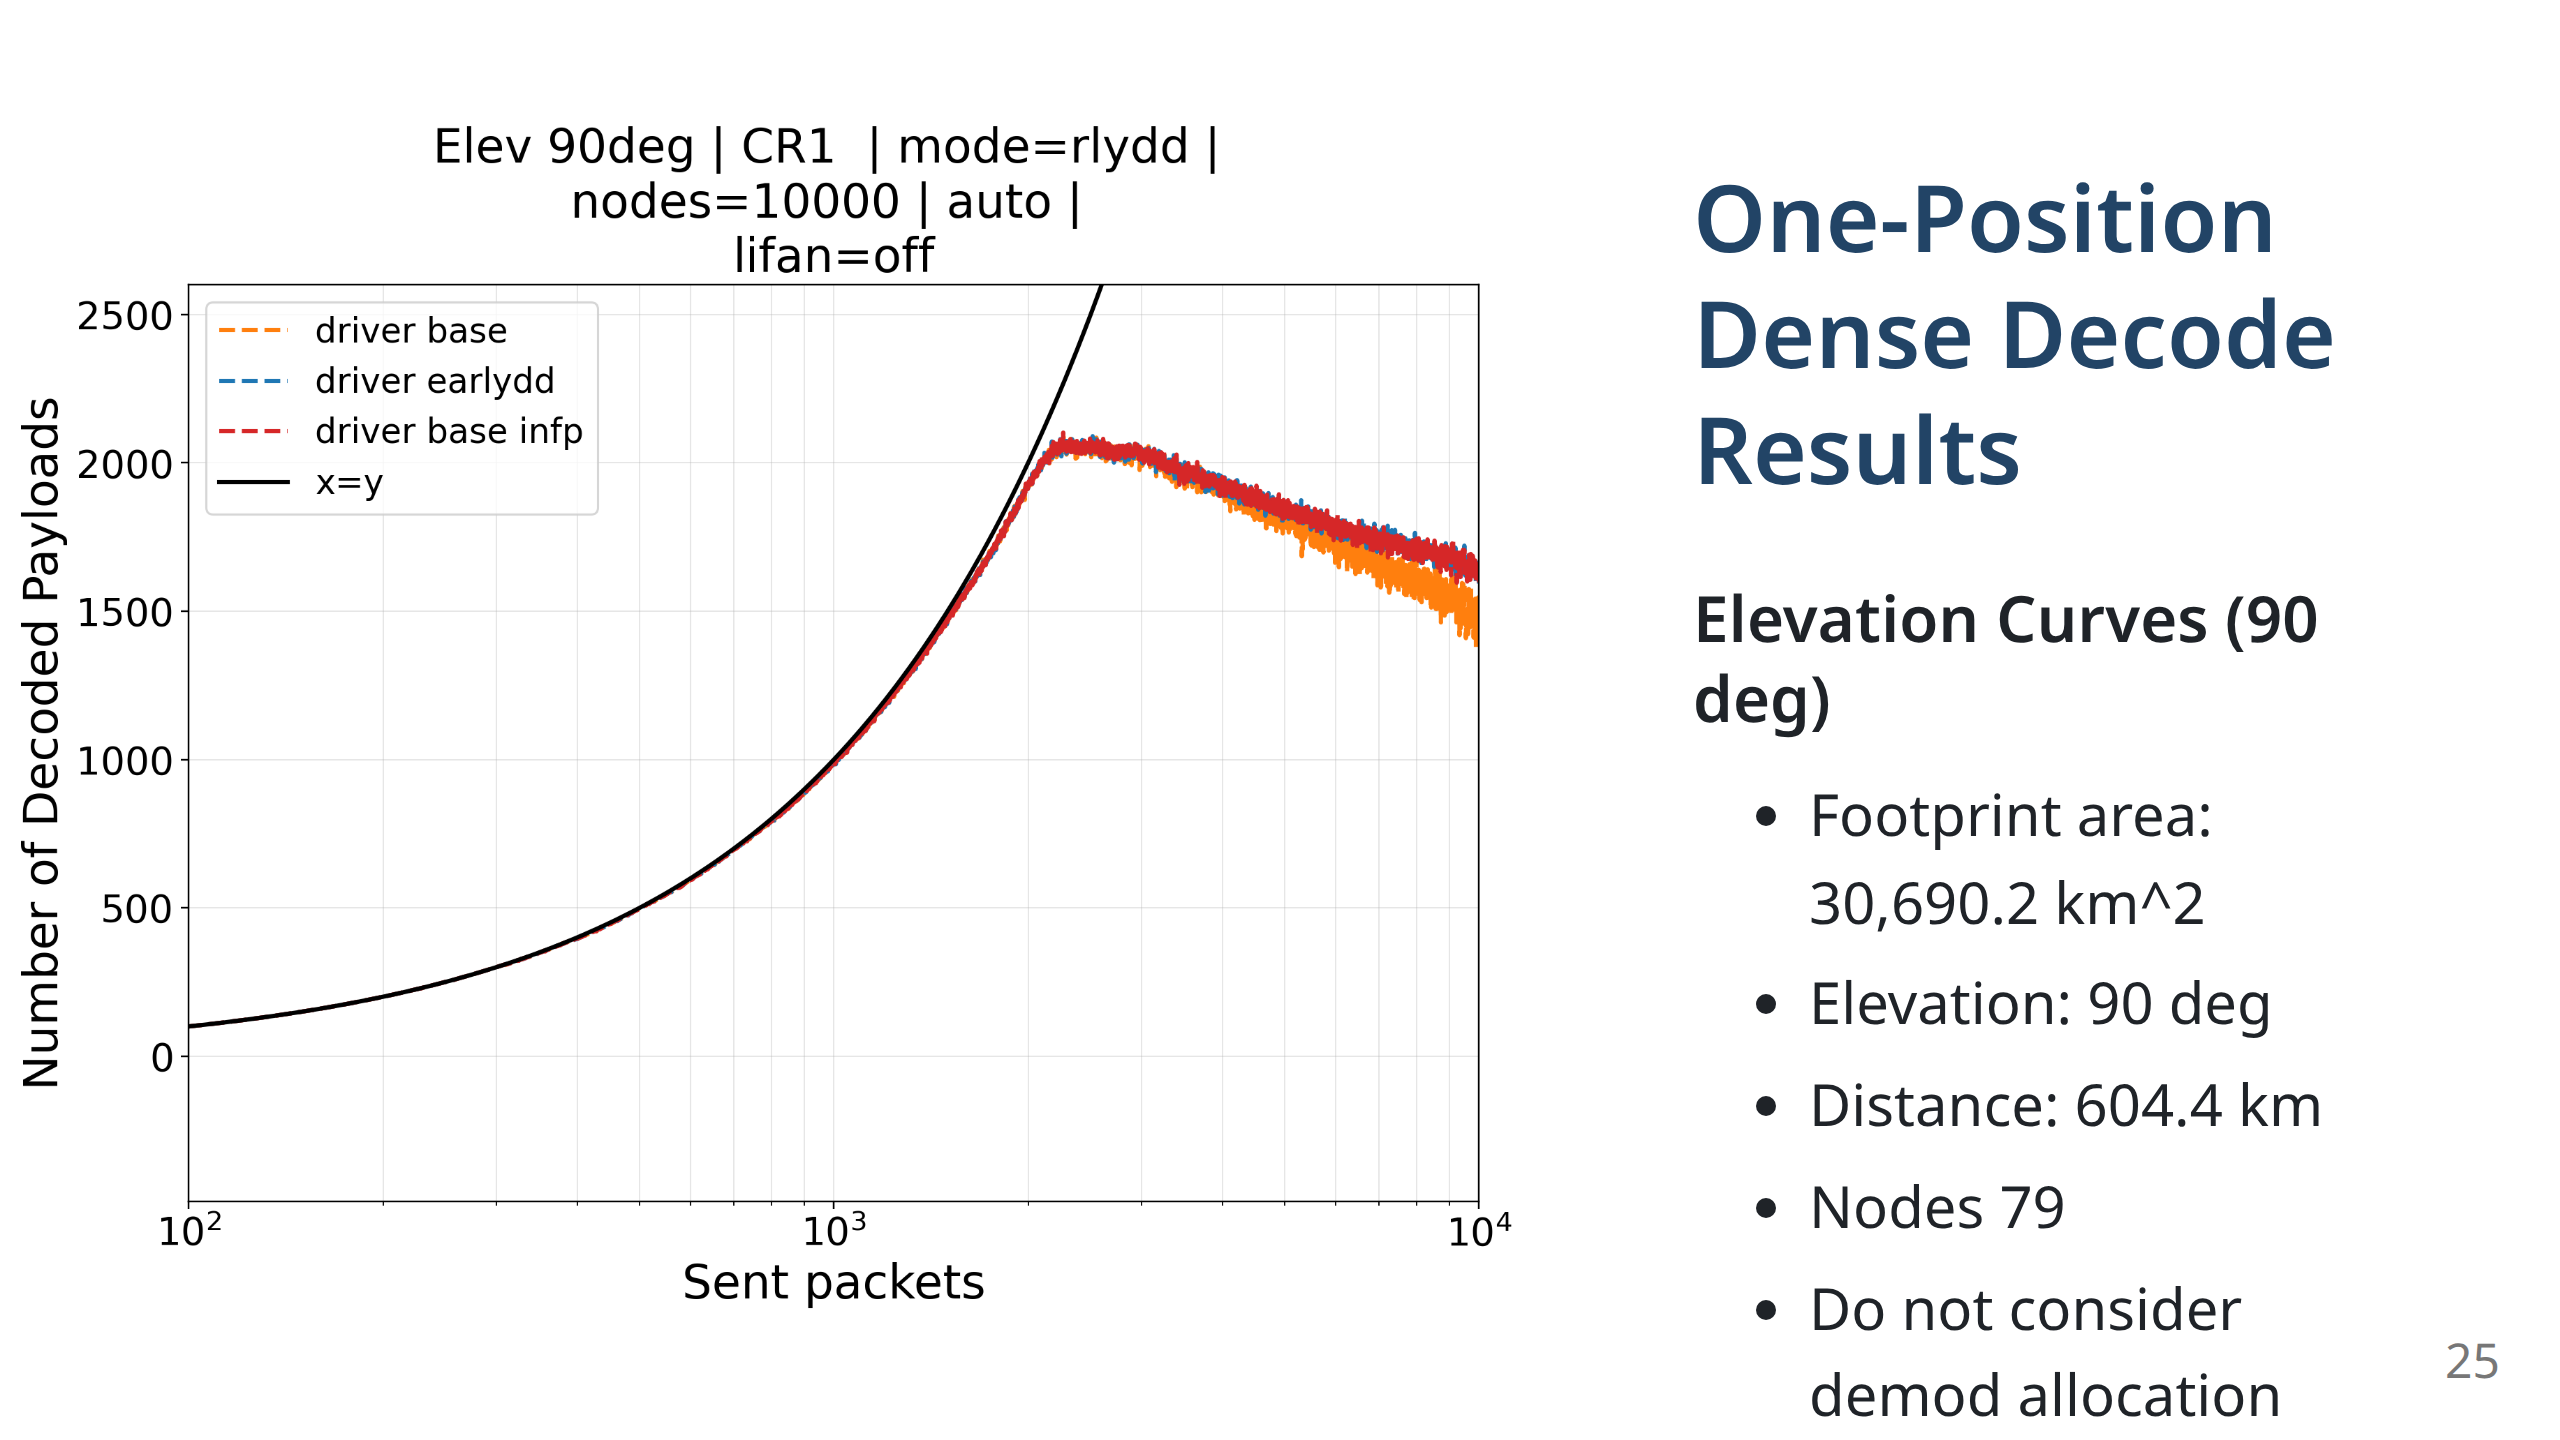 Elev 90deg | CR1  | mode=rlydd |
nodes=10000 | auto |
lifan=off
2500
2000
1500
1000
500
0
Number of Decoded Payloads
driver base
driver earlydd
driver base infp
x=y
10²
10³
10⁴
Sent packets
One-Position
Dense Decode
Results
Elevation Curves (90
deg)
• Footprint area:
30,690.2 km^2
• Elevation: 90 deg
• Distance: 604.4 km
• Nodes 79
• Do not consider
demod allocation
25